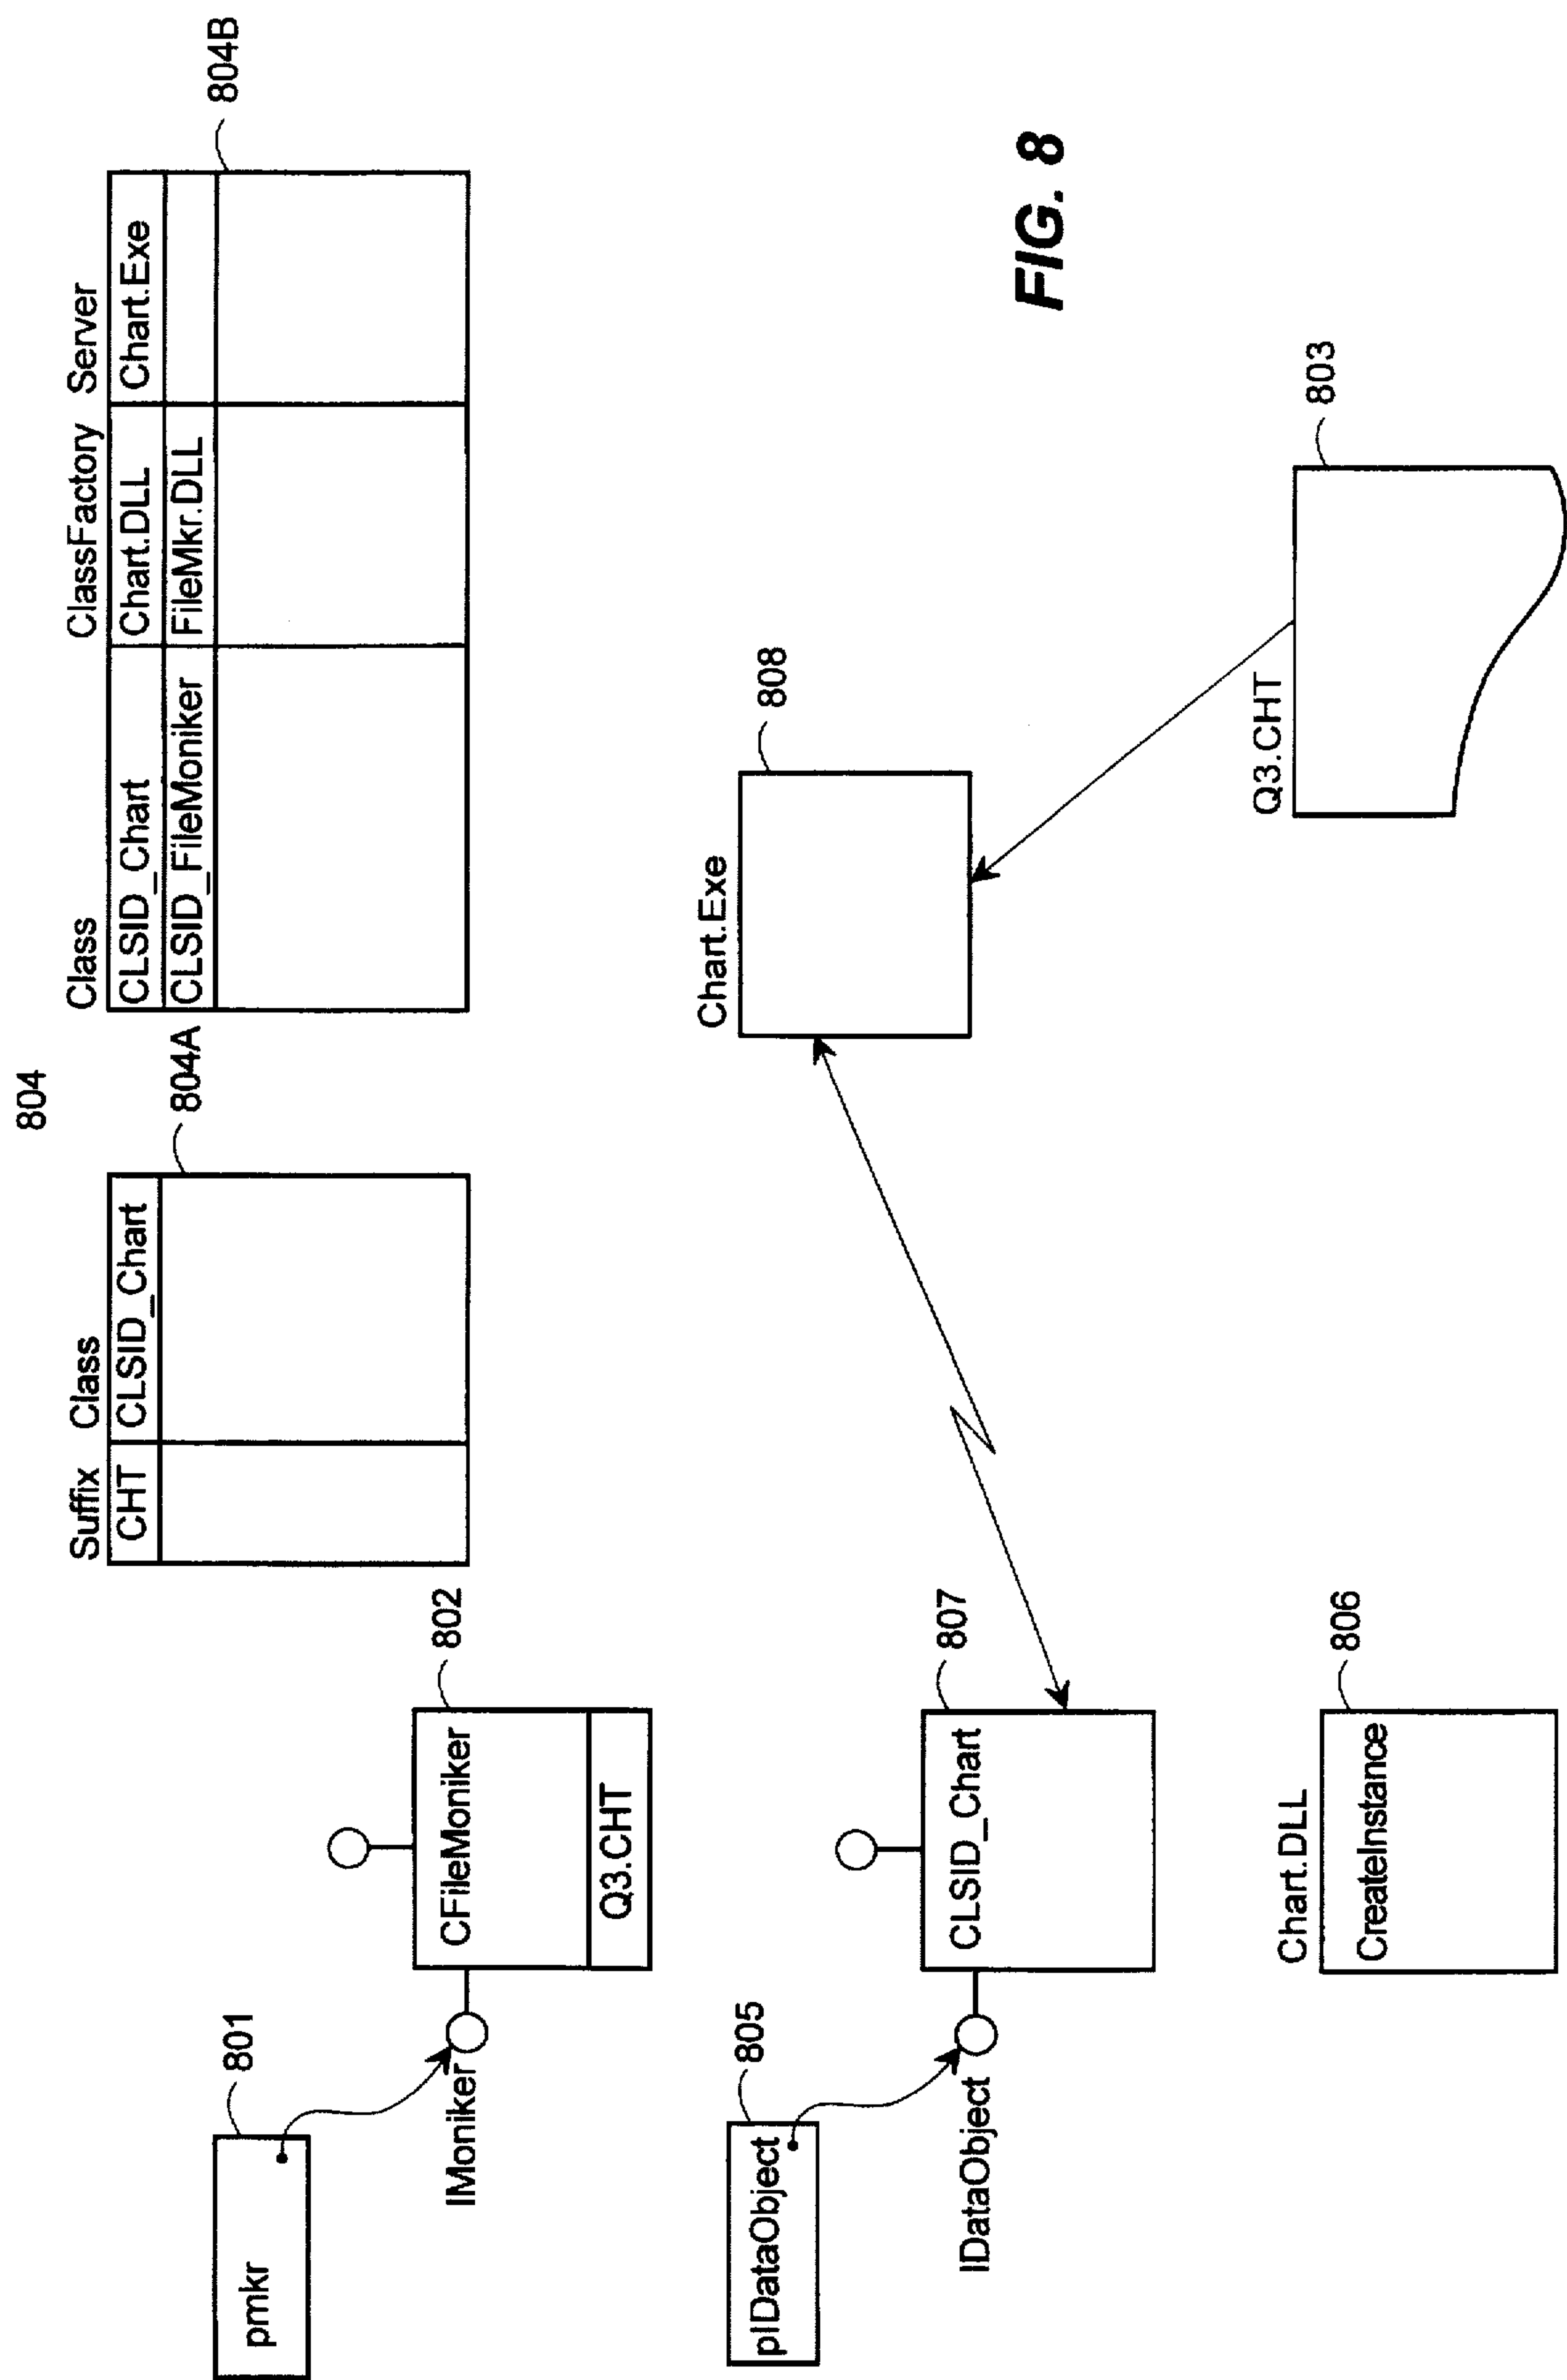 804
Suffix Class
CHT CLSID_Chart
804A
Class ClassFactory Server
CLSID_Chart Chart.DLL Chart.Exe
CLSID_FileMoniker FileMkr.DLL
804B
pmkr
801
IMoniker
CFileMoniker
Q3.CHT
802
pIDataObject
805
IDataObject
CLSID_Chart
807
Chart.Exe
808
Chart.DLL
CreateInstance
806
Q3.CHT
803
FIG. 8